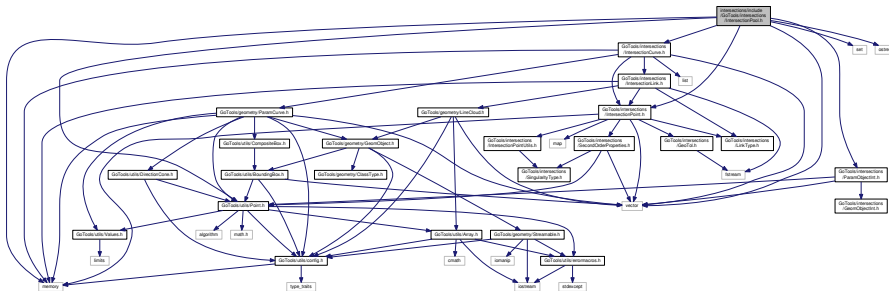 intersections/include
/GoTools/intersections
/IntersectionPool.h
GoTools/intersections
/IntersectionCurve.h
set
GoTools/intersections
/IntersectionLink.h
list
GoTools/geometry/ParamCurve.h
GoTools/geometry/LineCloud.h
GoTools/intersections
/IntersectionPoint.h
GoTools/utils/CompositeBox.h
GoTools/geometry/GeomObject.h
GoTools/intersections
/IntersectionPointUtils.h
map
GoTools/intersections
/SecondOrderProperties.h
GoTools/intersections
/GeoTol.h
GoTools/intersections
/LinkType.h
GoTools/utils/DirectionCone.h
GoTools/utils/BoundingBox.h
GoTools/geometry/ClassType.h
GoTools/intersections
/SingularityType.h
iostream
GoTools/intersections
/ParamObjectInt.h
GoTools/utils/Point.h
vector
GoTools/intersections
/GeomObjectInt.h
GoTools/utils/Values.h
algorithm
math.h
GoTools/utils/Array.h
GoTools/geometry/Streamable.h
limits
GoTools/utils/config.h
cmath
iomanip
GoTools/utils/errormacros.h
memory
type_traits
iostream
stdexcept